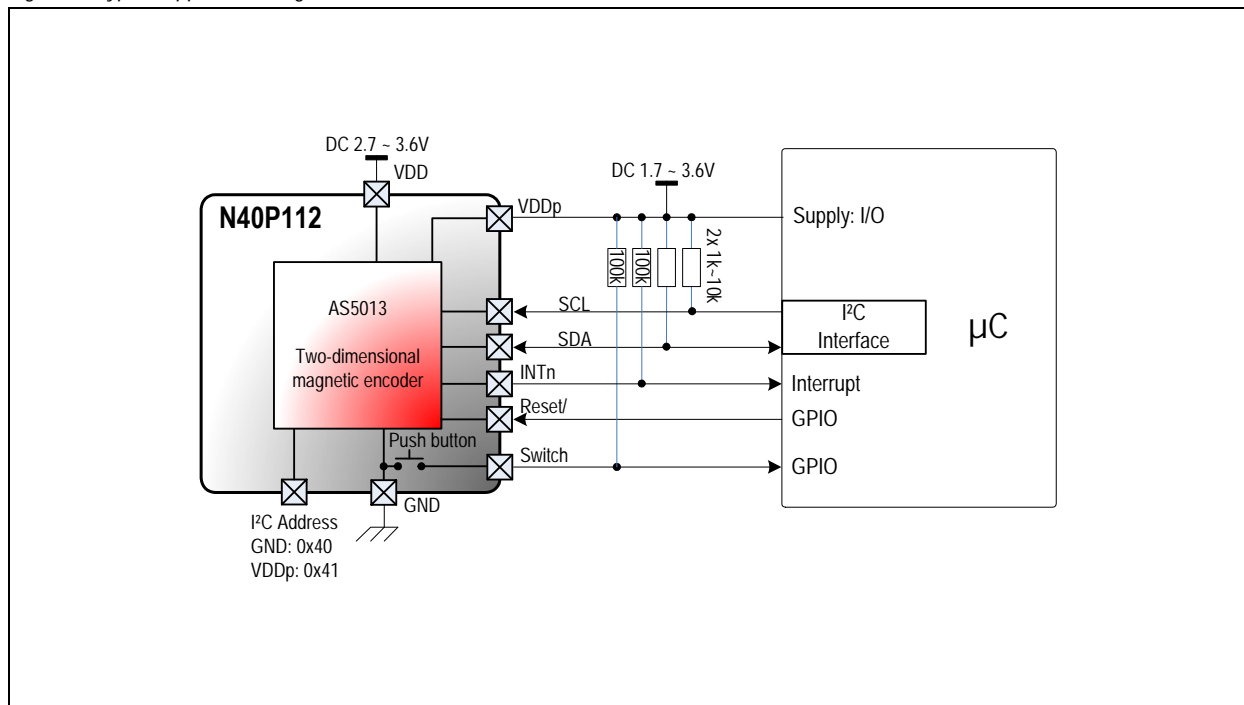 DC 2.7 ~ 3.6V
VDD
DC 1.7 ~ 3.6V
N40P112
VDDp
Supply: I/O
100k
100k
2x 1k~10k
AS5013
Two-dimensional
magnetic encoder
SCL
SDA
INTn
Reset/
Switch
Push button
I²C
Interface
µC
Interrupt
GPIO
GPIO
GND
I²C Address
GND: 0x40
VDDp: 0x41